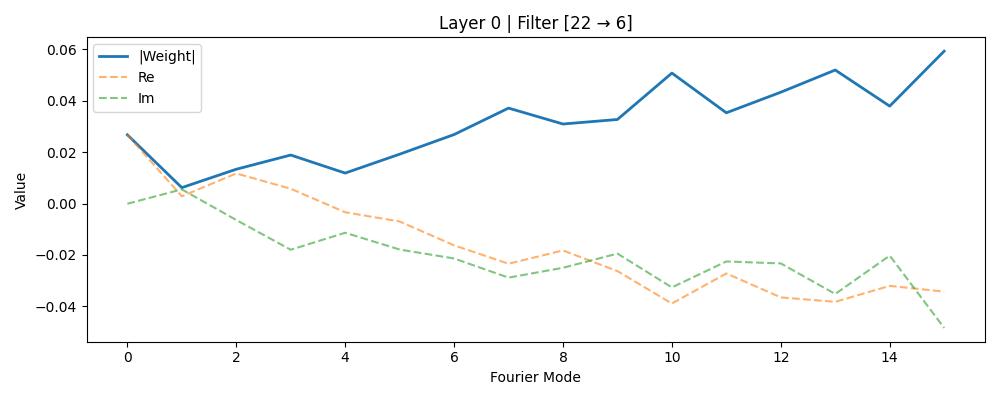 Layer 0 | Filter [22 → 6]
|Weight|
Re
Im
Value
0.06
0.04
0.02
0.00
−0.02
−0.04
0 2 4 6 8 10 12 14
Fourier Mode